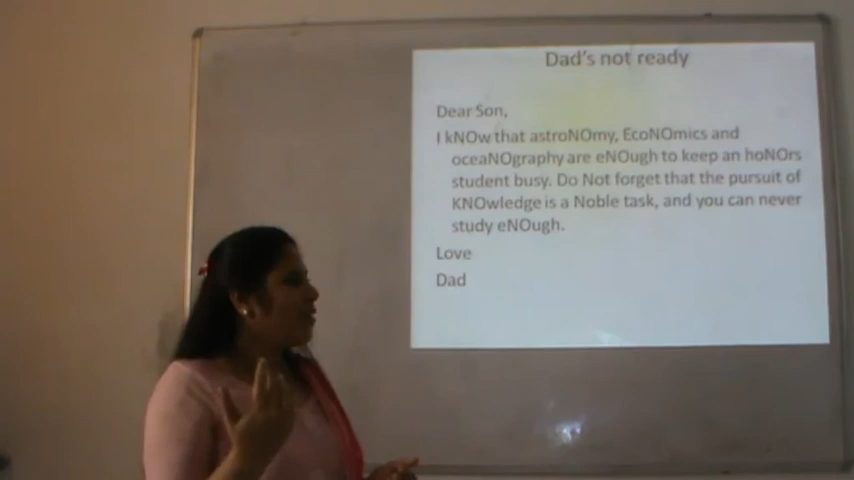 Dad's not ready
Dear Son,
I kNOw that astroNOmy, EcoNOmics and
oceaNOgraphy are eNOugh to keep an hoNOrs
student busy. Do Not forget that the pursuit of
KNOwledge is a Noble task, and you can never
study eNOugh.
Love
Dad